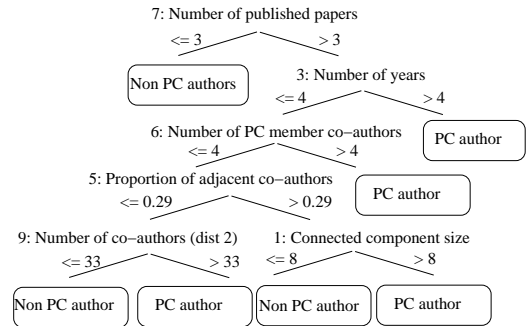 7: Number of published papers
<= 3 > 3
Non PC authors
3: Number of years
<= 4 > 4
6: Number of PC member co−authors
PC author
<= 4 > 4
5: Proportion of adjacent co−authors
PC author
<= 0.29 > 0.29
9: Number of co−authors (dist 2) 1: Connected component size
<= 33 > 33 <= 8 > 8
Non PC author PC author Non PC author PC author